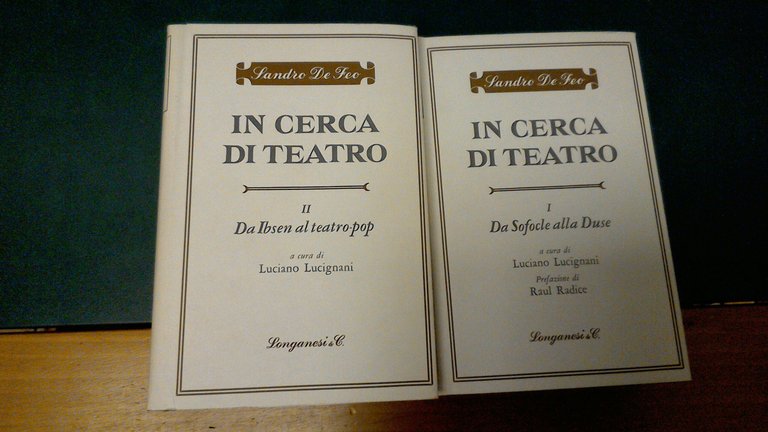 Sandro De Feo
IN CERCA
DI TEATRO
II
Da Ibsen al teatro-pop
a cura di
Luciano Lucignani
Longanesi & C.
Sandro De Feo
IN CERCA
DI TEATRO
I
Da Sofocle alla Duse
a cura di
Luciano Lucignani
Prefazione di
Raul Radice
Longanesi & C.